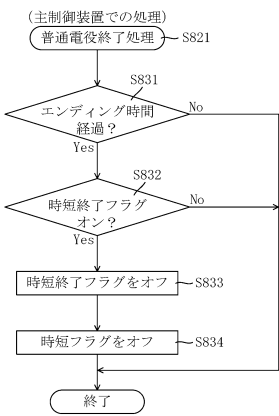 (主制御装置での処理)
普通電役終了処理
S821
S831
エンディング時間
経過？
No
Yes
S832
時短終了フラグ
オン？
No
Yes
時短終了フラグをオフ
S833
時短フラグをオフ
S834
終了